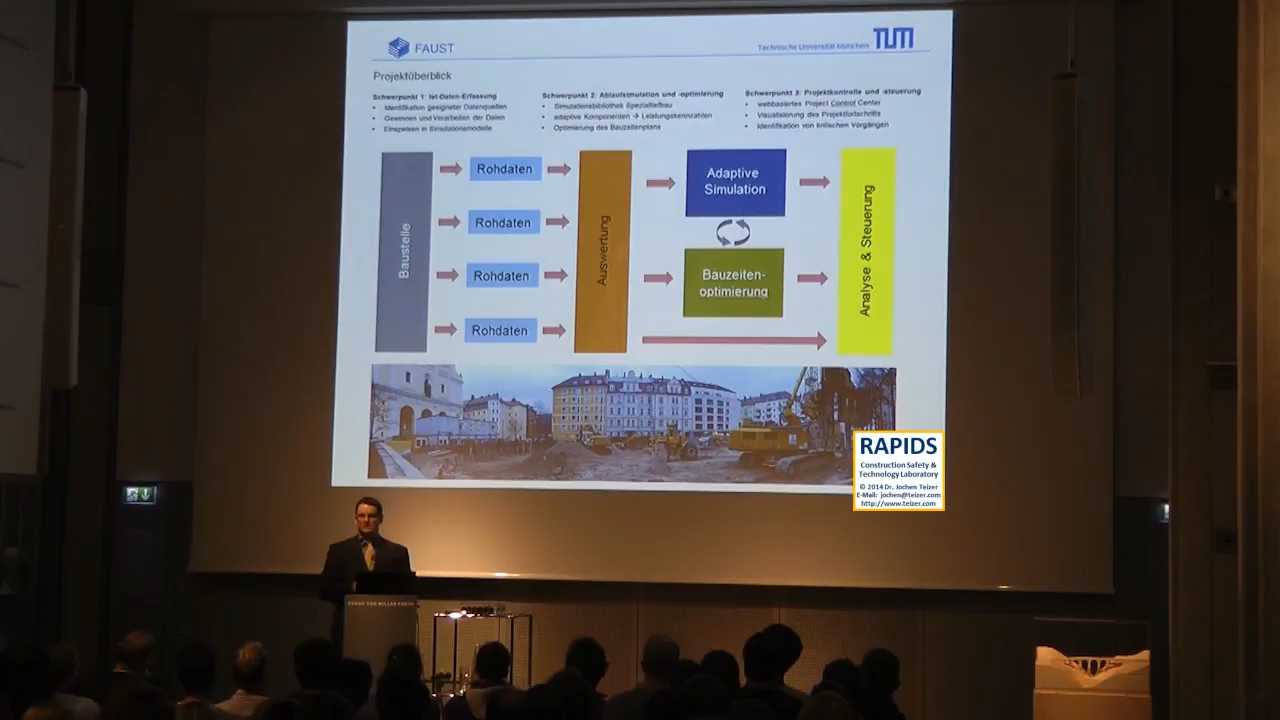 FAUST
Technische Universität München
TUM
Projektüberblick
Schwerpunkt 1: Ist-Daten-Erfassung
• Identifikation geeigneter Datenquellen
• Gewinnen und Verarbeiten der Daten
• Einspeisen in Simulationsmodelle
Schwerpunkt 2: Ablaufsimulation und -optimierung
• Simulationsbibliothek Spezialtiefbau
• adaptive Komponenten → Leistungskennzahlen
• Optimierung des Bauzeitenplans
Schwerpunkt 3: Projektkontrolle und -steuerung
• webbasiertes Project Control Center
• Visualisierung des Projektfortschritts
• Identifikation von kritischen Vorgängen
Baustelle
Rohdaten
Rohdaten
Rohdaten
Rohdaten
Auswertung
Adaptive
Simulation
Bauzeiten-
optimierung
Analyse & Steuerung
RAPIDS
Construction Safety &
Technology Laboratory
© 2014 Dr. Jochen Teizer
E-Mail: jochen@teizer.com
http://www.teizer.com
OSKAR VON MILLER FORUM